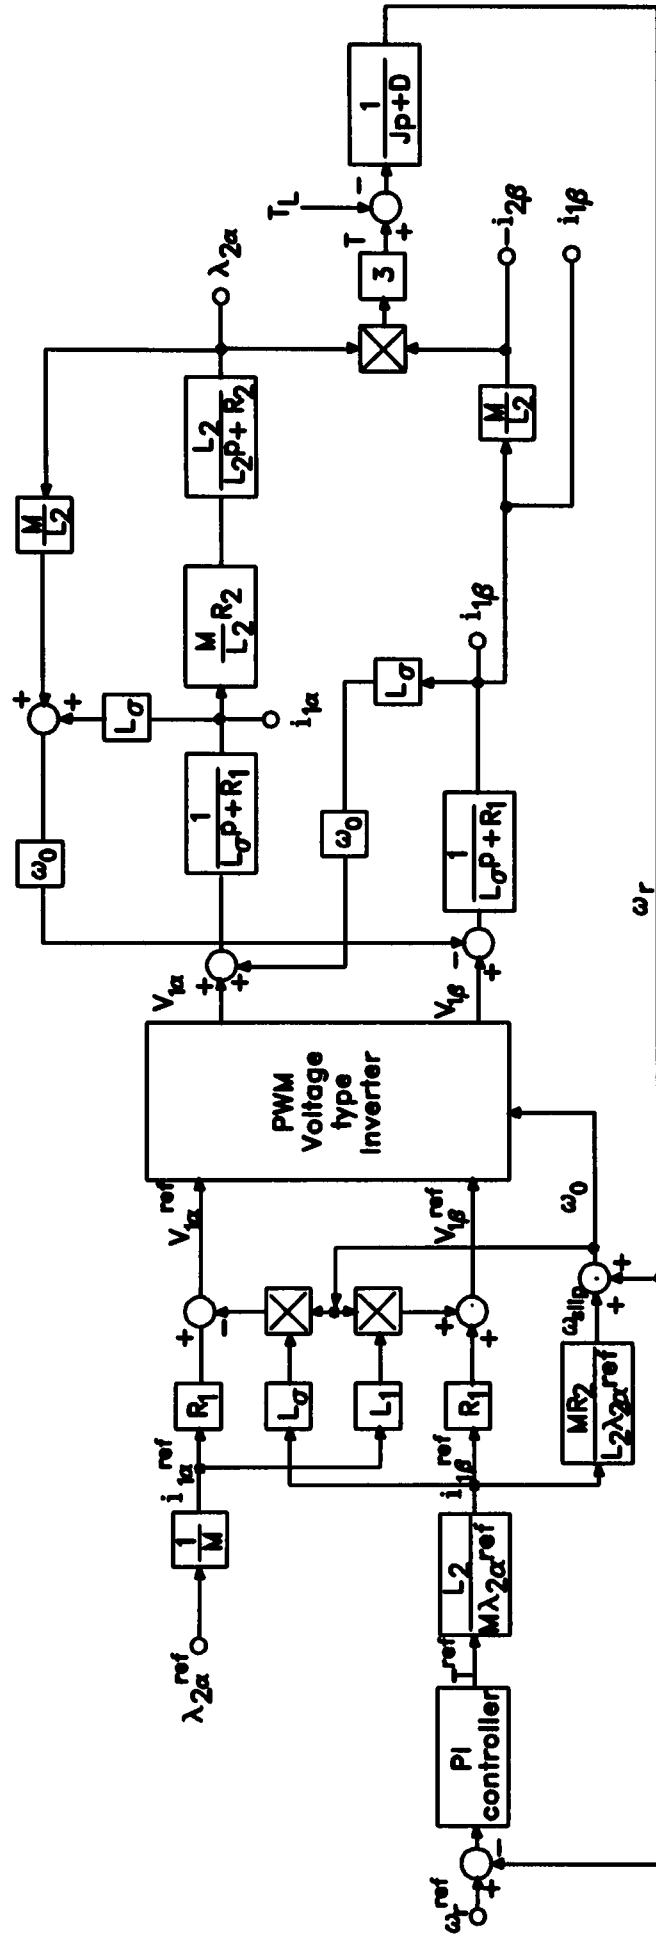 λ2α^ref
1/M
i1α^ref
R1
+
-
V1α^ref
Lσ
L1
ωr^ref
+
-
PI
controller
T^ref
L2/Mλ2α^ref
i1β^ref
R1
+
+
V1β^ref
MR2/L2λ2α^ref
ωslip
+
+
ω0
PWM
Voltage
type
Inverter
V1α
+
+
1/Lσp+R1
i1α
M/L2 R2
L2/L2p+R2
λ2α
ω0
+
+
Lσ
M/L2
V1β
+
-
1/Lσp+R1
i1β
ω0
Lσ
M/L2
-i2β
i1β
3
T
TL
+
-
1/Jp+D
ωr